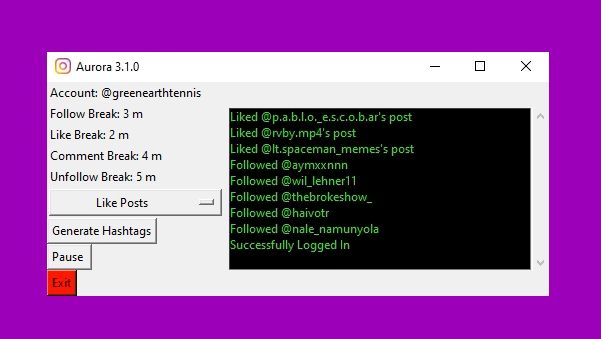 Aurora 3.1.0
Account: @greenearthtennis
Follow Break: 3 m
Like Break: 2 m
Comment Break: 4 m
Unfollow Break: 5 m
Like Posts
Generate Hashtags
Pause
Exit
Liked @p.a.b.l.o._e.s.c.o.b.ar's post
Liked @rvby.mp4's post
Liked @lt.spaceman_memes's post
Followed @aymxxnnn
Followed @wil_lehner11
Followed @thebrokeshow_
Followed @haivotr
Followed @nale_namunyola
Successfully Logged In